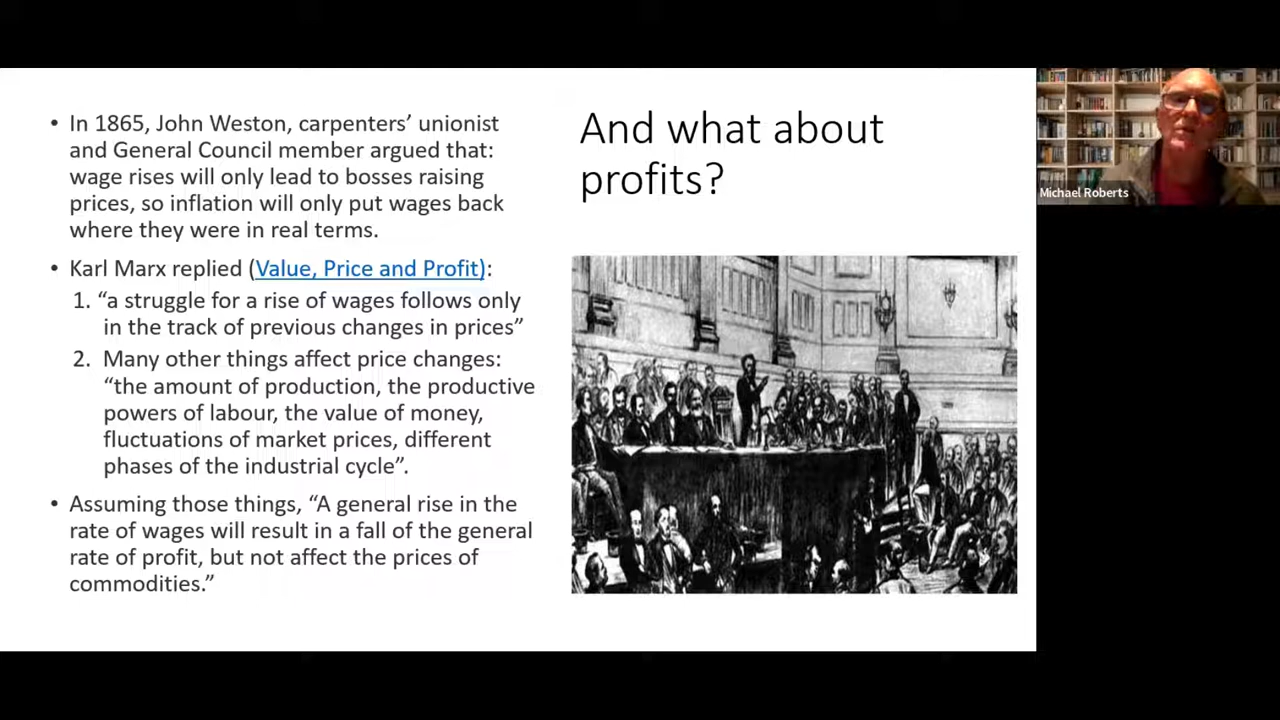 • In 1865, John Weston, carpenters’ unionist
and General Council member argued that:
wage rises will only lead to bosses raising
prices, so inflation will only put wages back
where they were in real terms.
• Karl Marx replied (Value, Price and Profit):
1. “a struggle for a rise of wages follows only
in the track of previous changes in prices”
2. Many other things affect price changes:
“the amount of production, the productive
powers of labour, the value of money,
fluctuations of market prices, different
phases of the industrial cycle”.
• Assuming those things, “A general rise in the
rate of wages will result in a fall of the general
rate of profit, but not affect the prices of
commodities.”
And what about
profits?
Michael Roberts